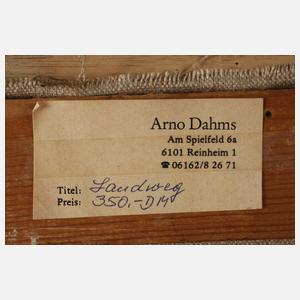 Arno Dahms
Am Spielfeld 6a
6101 Reinheim 1
☎ 06162/8 26 71
Titel: Landweg
Preis: 350,-DM